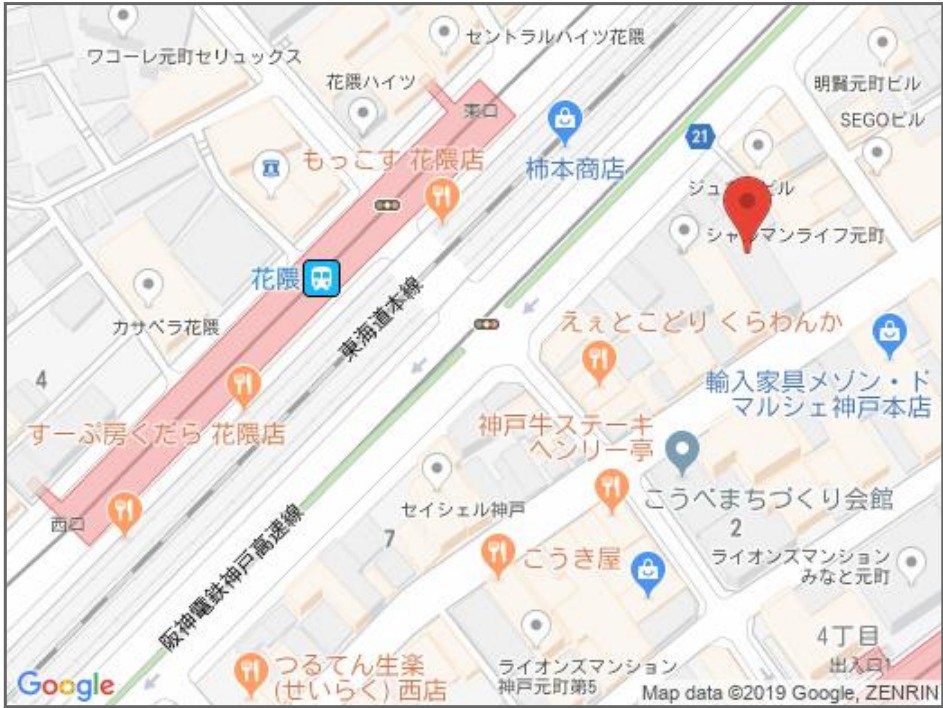 セントラルハイツ花隈
ワコーレ元町セリュックス
花隈ハイツ
明賢元町ビル
東口
SEGOビル
21
もっこす 花隈店
柿本商店
シャ マンライフ元町
花隈
東海道本線
カサベラ花隈
えぇとこどり くらわんか
4
輸入家具メゾン・ド
マルシェ神戸本店
すーぷ房くだら 花隈店
神戸牛ステーキ
ヘンリー亭
こうべまちづくり会館
セイシェル神戸
西口
2
7
阪神電鉄神戸高速線
こうき屋
ライオンズマンション
みなと元町
4丁目
出入口1
つるてん生楽
(せいらく) 西店
ライオンズマンション
神戸元町第5
Google
Map data ©2019 Google, ZENRIN